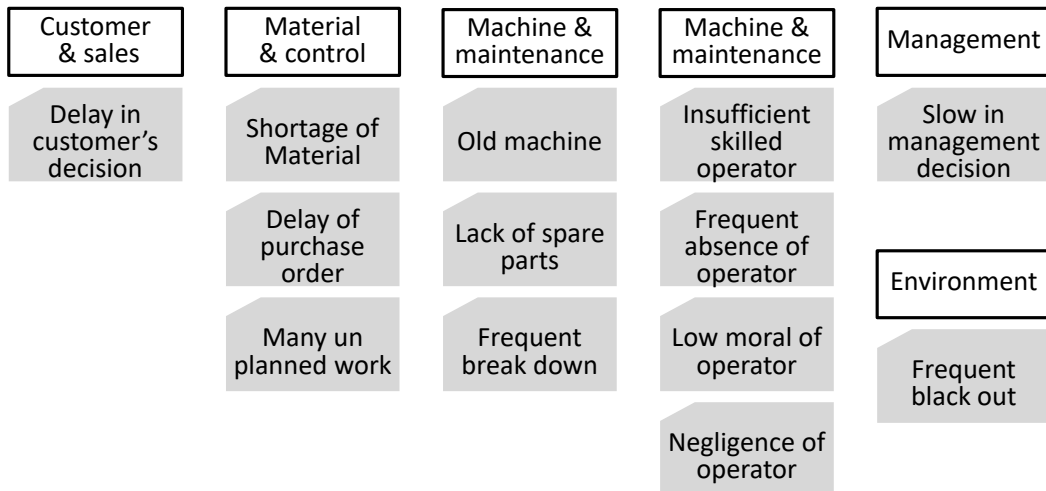 Customer
& sales
Delay in
customer’s
decision
Material
& control
Shortage of
Material
Delay of
purchase
order
Many un
planned work
Machine &
maintenance
Old machine
Lack of spare
parts
Frequent
break down
Machine &
maintenance
Insufficient
skilled
operator
Frequent
absence of
operator
Low moral of
operator
Negligence of
operator
Management
Slow in
management
decision
Environment
Frequent
black out